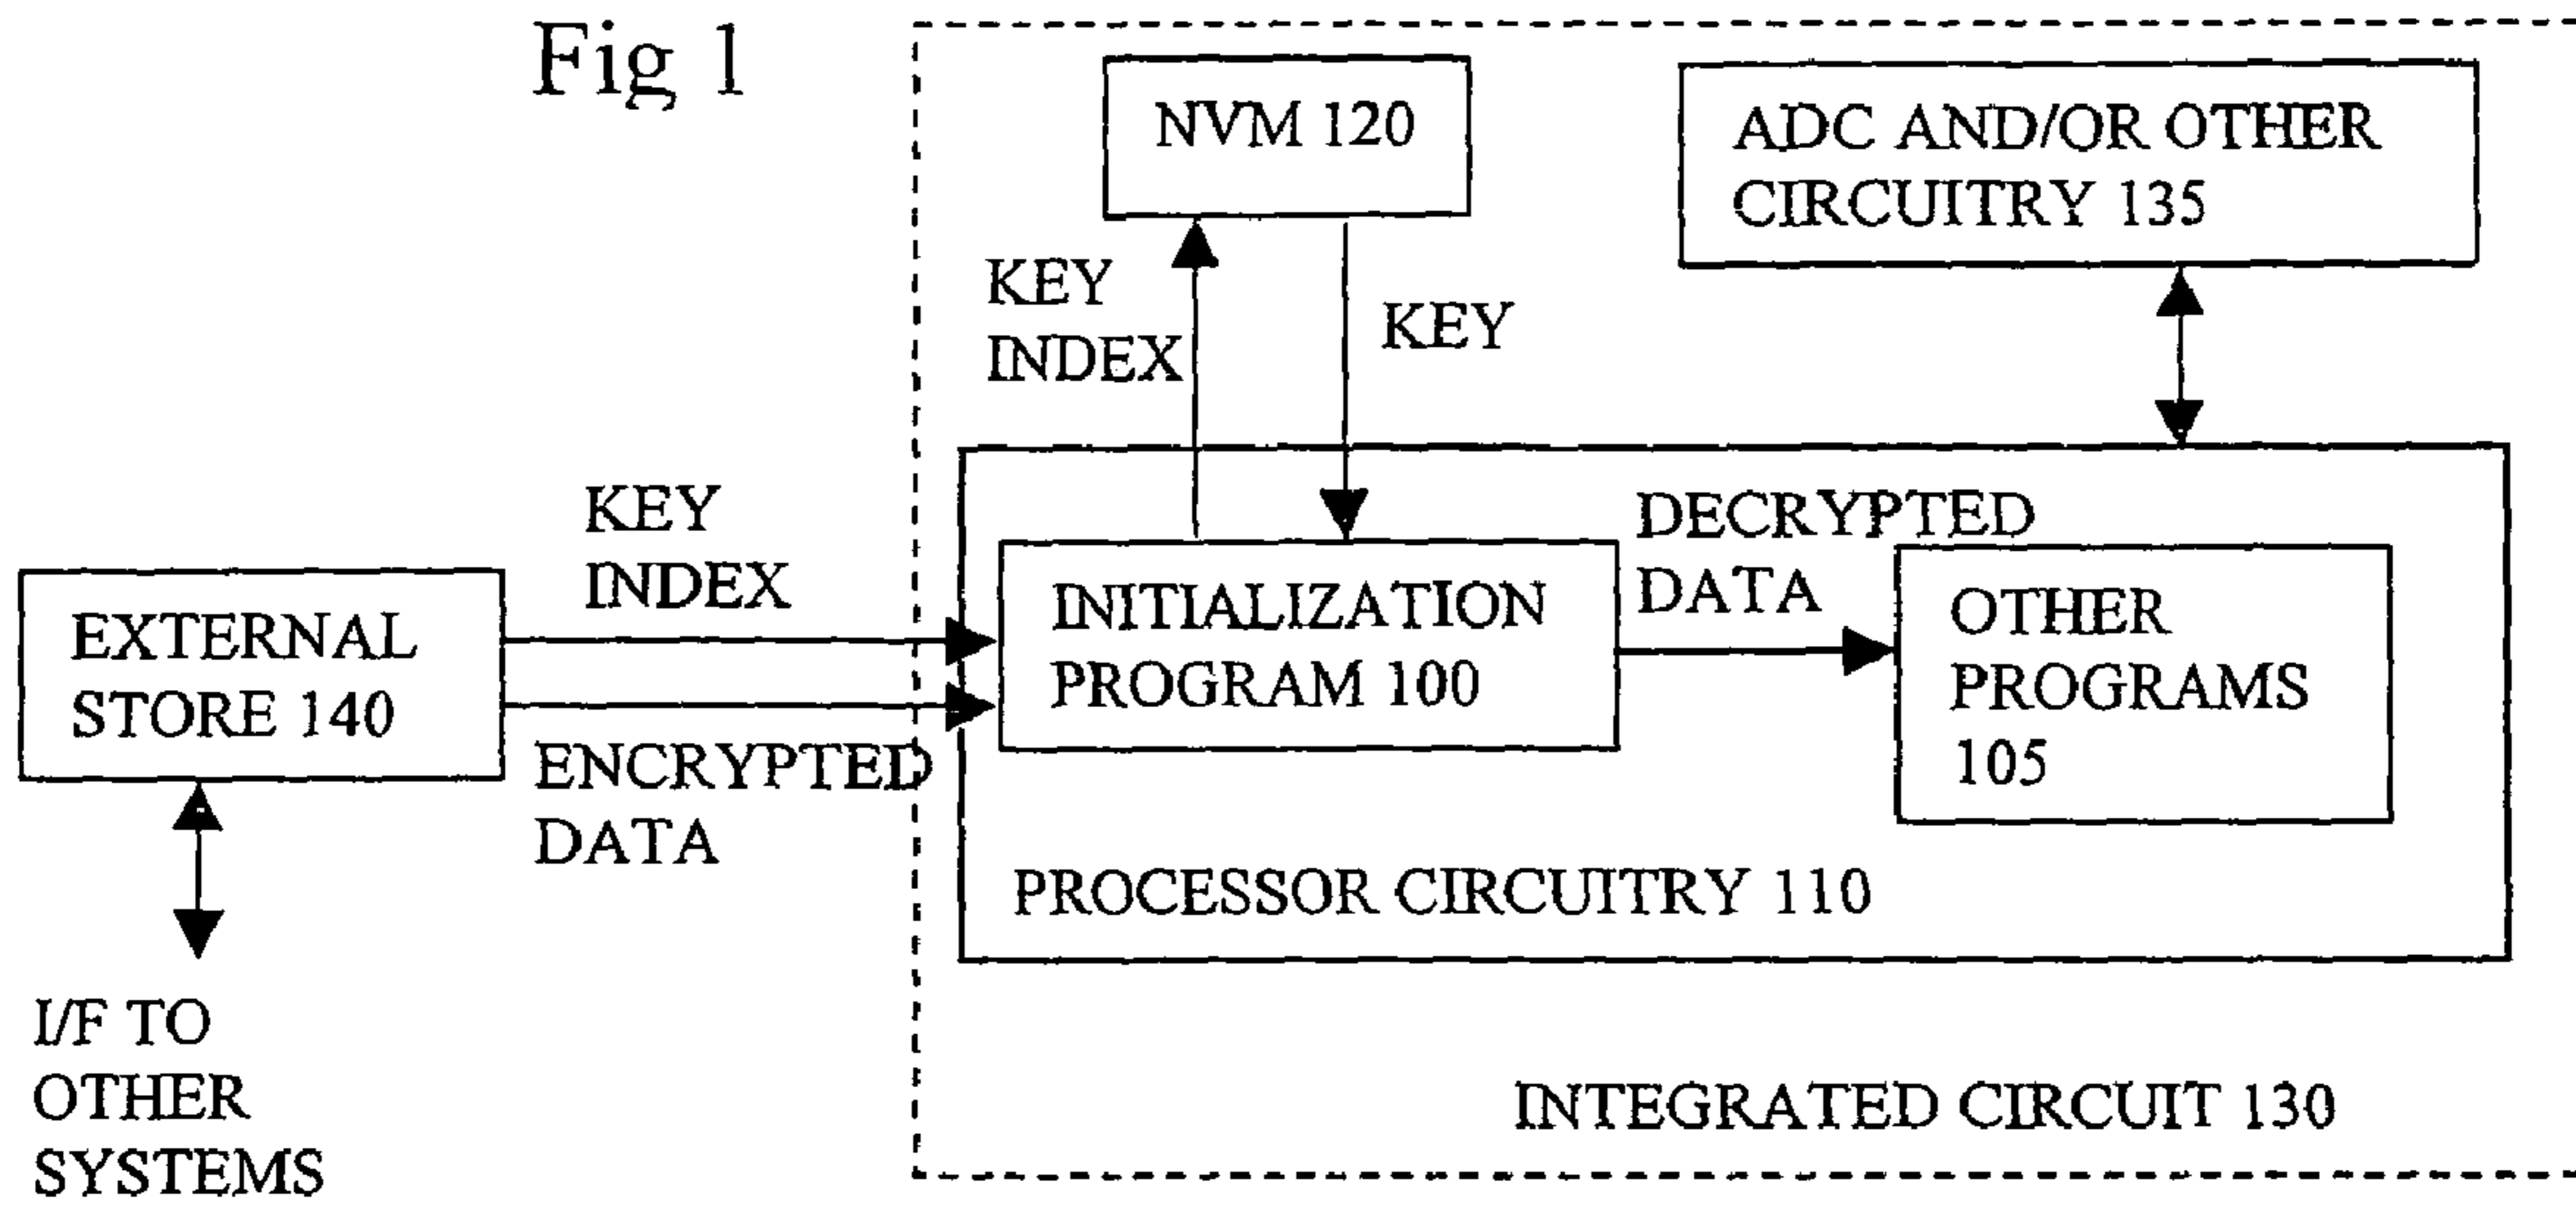 Fig 1
NVM 120
ADC AND/OR OTHER
CIRCUITRY 135
KEY
INDEX
KEY
KEY
INDEX
DECRYPTED
DATA
EXTERNAL
STORE 140
INITIALIZATION
PROGRAM 100
OTHER
PROGRAMS
105
ENCRYPTED
DATA
PROCESSOR CIRCUITRY 110
I/F TO
OTHER
SYSTEMS
INTEGRATED CIRCUIT 130